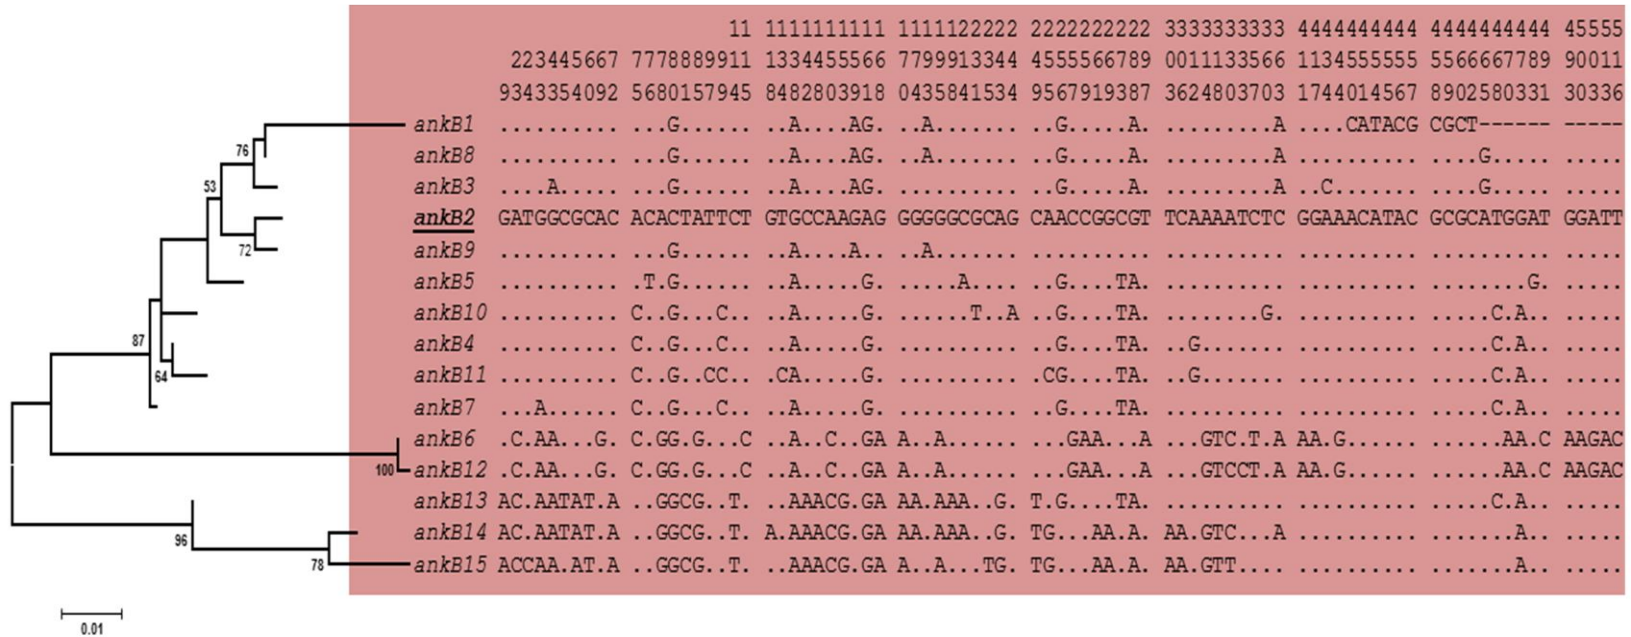 11 1111111111 1111122222 2222222222 3333333333 4444444444 4444444444 45555
223444567 7778889911 1334455566 7799913344 4555566789 0011133566 1134555555 5566667789 90011
9343354092 5680157945 8482803918 0435841534 9567919387 3624803703 1744014567 8902580331 30336
ankB1 .......... ...G...... ..A....AG. ..A....... ..G.....A. .........A ....CATACG CGCT------ -----
ankB8 .......... ...G...... ..A....AG. ..A....... ..G.....A. .........A .......... ....G..... .....
ankB3 ....A..... ...G...... ..A....AG. .......... ..G.....A. .........A ..C....... ....G..... .....
ankB2 GATGGCGCAC ACACTATTCT GTGCCAAGAG GGGGGCGCAG CAACCGGCGT TCAAAATCTC GGAAACATAC GCGCATGGAT GGATT
ankB9 .......... ...G...... ..A....A.. ..A....... .......... .......... .......... .......... .....
ankB5 .......... .T.G...... ..A.....G. .....A.... ..G....TA. .......... .......... ........G. .....
ankB10 .......... C..G...C.. ..A.....G. ......T..A ..G....TA. ........G. .......... .....C.A.. .....
ankB4 .......... C..G...C.. ..A.....G. .......... ..G....TA. ..G....... .......... .....C.A.. .....
ankB11 .......... C..G..CC.. .CA.....G. .......... .CG....TA. ..G....... .......... .....C.A.. .....
ankB7 ...A...... C..G...C.. ..A.....G. .......... ..G....TA. .......... .......... .....C.A.. .....
ankB6 .C.AA...G. C.GG.G...C ..A..C..GA A..A...... ...GAA...A ...GTC.T.A AA.G...... ......AA.C AAGAC
ankB12 .C.AA...G. C.GG.G...C ..A..C..GA A..A...... ...GAA...A ...GTCCT.A AA.G...... ......AA.C AAGAC
ankB13 AC.AATAT.A ..GGCG..T. ..AAACG.GA AA.AAA..G. T.G....TA. .......... .......... .....C.A.. .....
ankB14 AC.AATAT.A ..GGCG..T. A.AAACG.GA AA.AAA..G. TG...AA.A. AA.GTC...A .......... .......A.. .....
ankB15 ACCAA.AT.A ..GGCG..T. ..AAACG.GA A..A...TG. TG...AA.A. AA.GTT.... .......... .......A.. .....
76
53
72
87
64
100
96
78
0.01